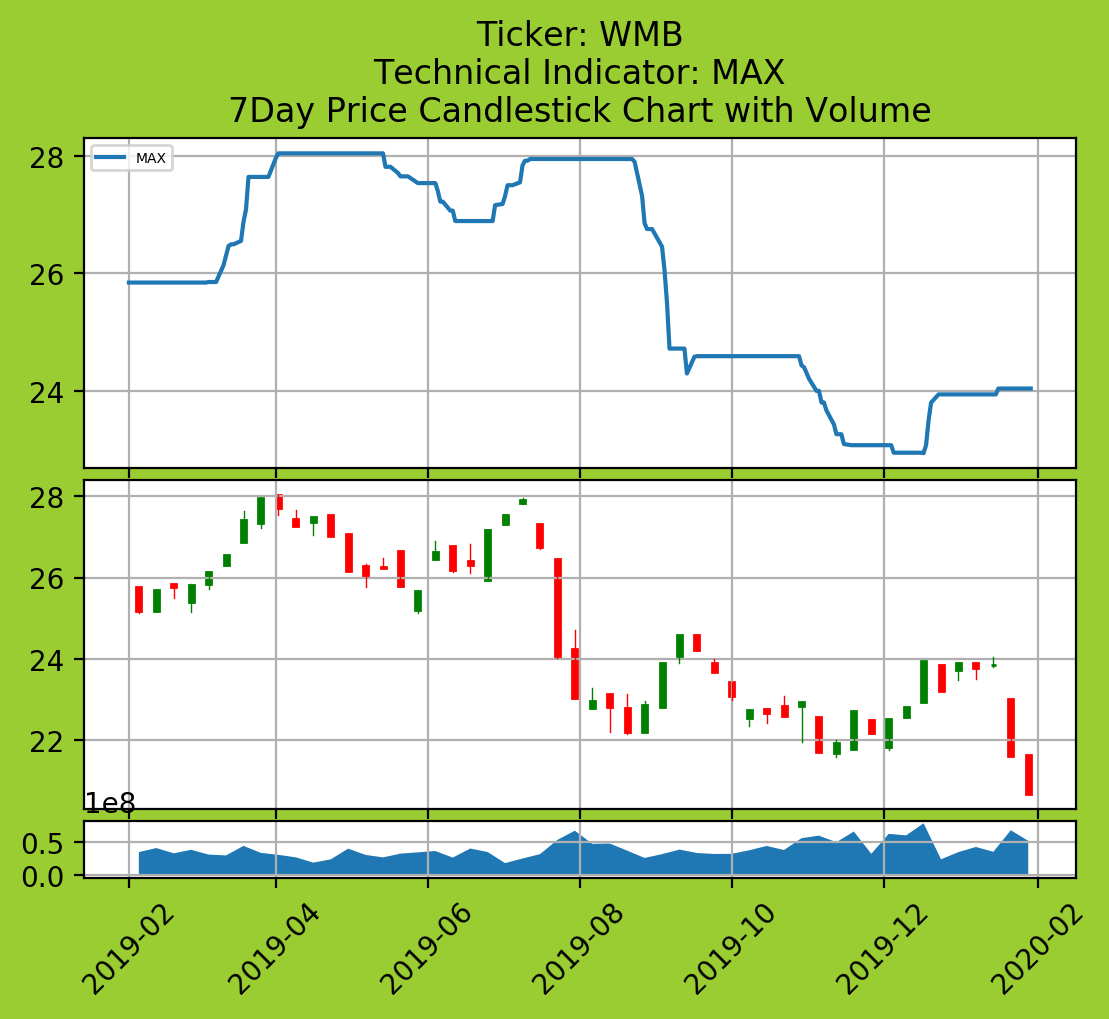 Ticker: WMB
Technical Indicator: MAX
7Day Price Candlestick Chart with Volume
MAX
28
26
24
28
26
24
22
1e8
0.5
0.0
2019-02 2019-04 2019-06 2019-08 2019-10 2019-12 2020-02